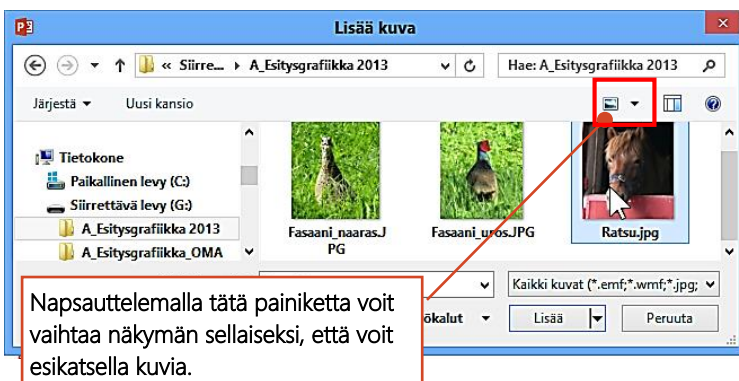 Lisää kuva
« Siirre... ▸ A_Esitysgrafiikka 2013
Hae: A_Esitysgrafiikka 2013
Järjestä
Uusi kansio
Tietokone
Paikallinen levy (C:)
Siirrettävä levy (G:)
A_Esitysgrafiikka 2013
A_Esitysgrafiikka_OMA
Fasaani_naaras.J
PG
Fasaani_uros.JPG
Ratsu.jpg
Kaikki kuvat (*.emf;*.wmf;*.jpg;
ökalut
Lisää
Peruuta
Napsauttelemalla tätä painiketta voit
vaihtaa näkymän sellaiseksi, että voit
esikatsella kuvia.